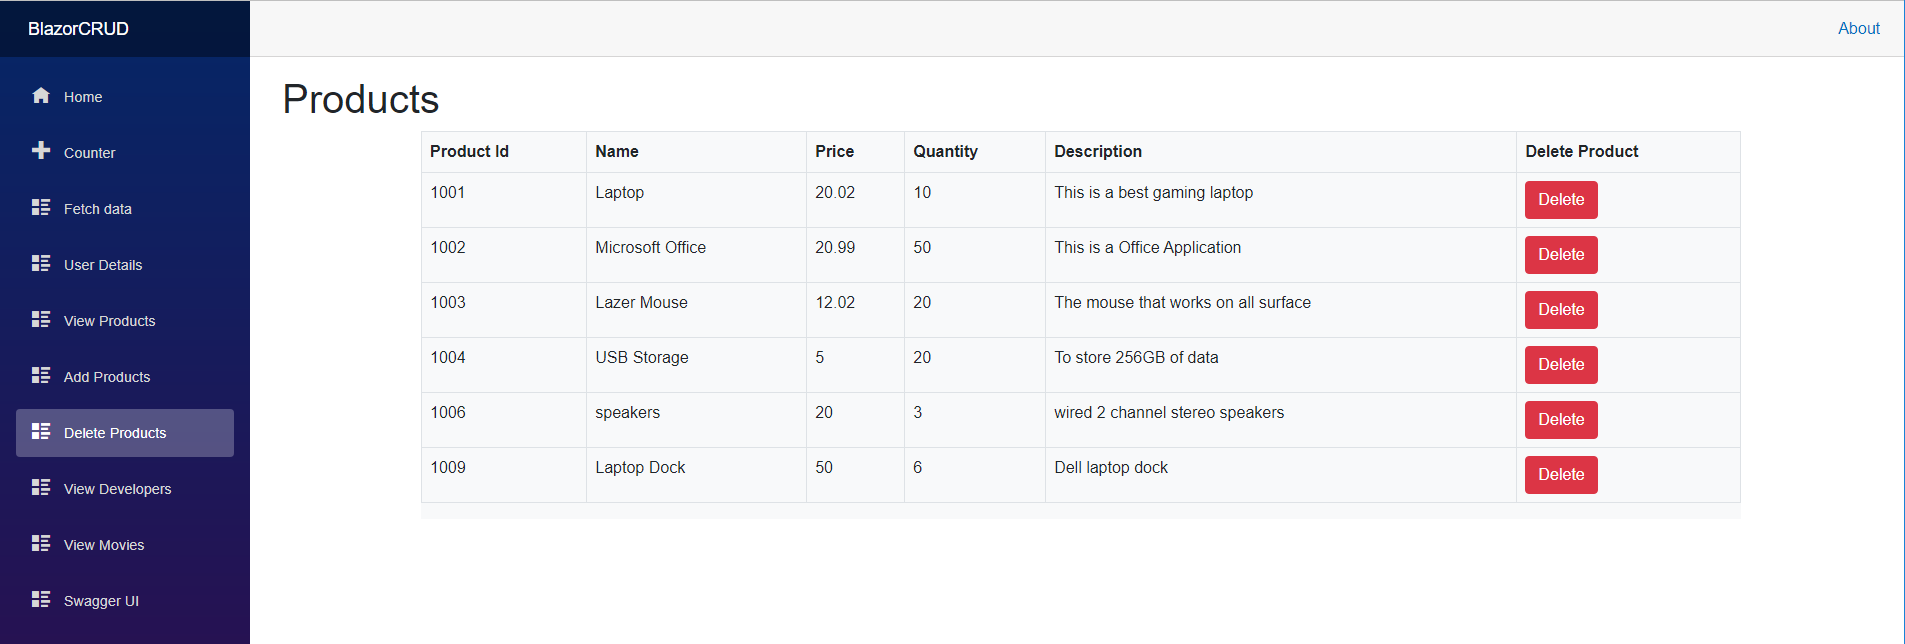 BlazorCRUD
About
Home
Counter
Fetch data
User Details
View Products
Add Products
Delete Products
View Developers
View Movies
Swagger UI
Products
Product Id Name Price Quantity Description Delete Product
1001 Laptop 20.02 10 This is a best gaming laptop Delete
1002 Microsoft Office 20.99 50 This is a Office Application Delete
1003 Lazer Mouse 12.02 20 The mouse that works on all surface Delete
1004 USB Storage 5 20 To store 256GB of data Delete
1006 speakers 20 3 wired 2 channel stereo speakers Delete
1009 Laptop Dock 50 6 Dell laptop dock Delete